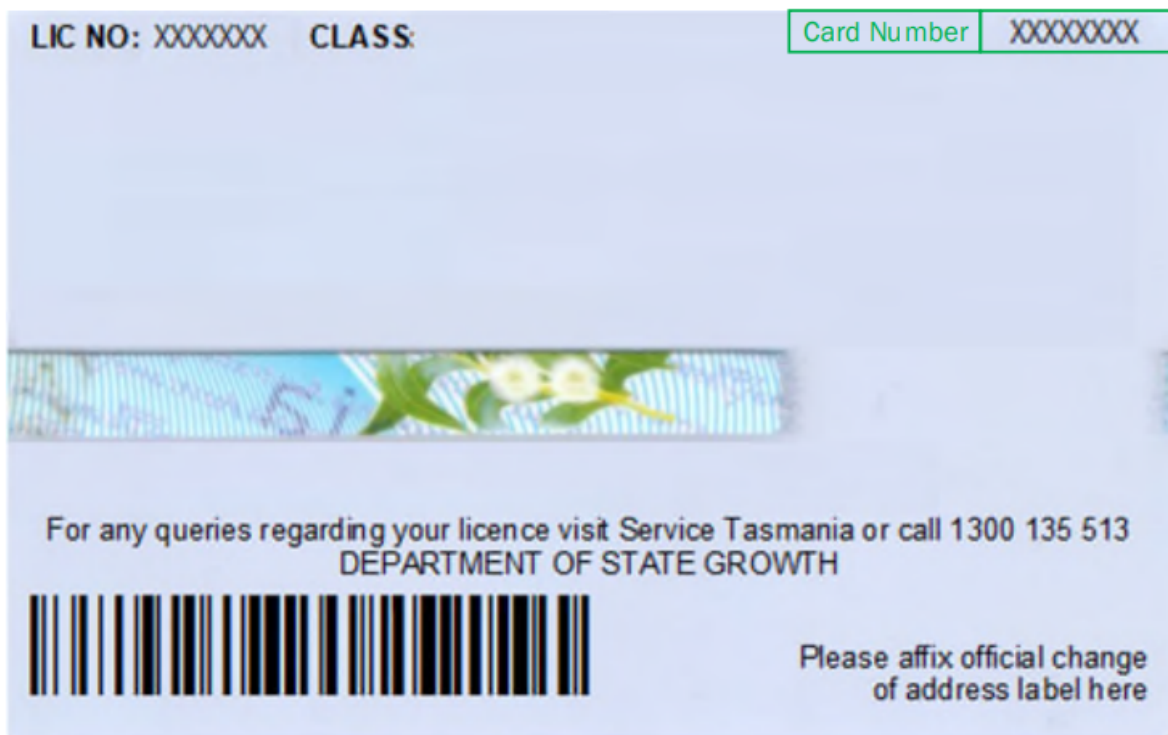 LIC NO: XXXXXXX CLASS: Card Number XXXXXXXX
For any queries regarding your licence visit Service Tasmania or call 1300 135 513
DEPARTMENT OF STATE GROWTH
Please affix official change
of address label here